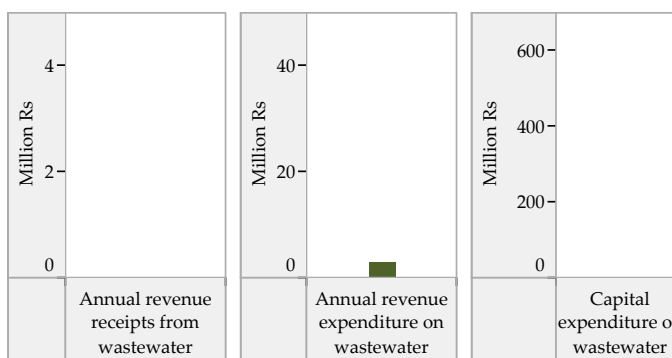 Million Rs
4
2
0
Annual revenue
receipts from
wastewater
Million Rs
40
20
0
Annual revenue
expenditure on
wastewater
Million Rs
600
400
200
0
Capital
expenditure o
wastewater